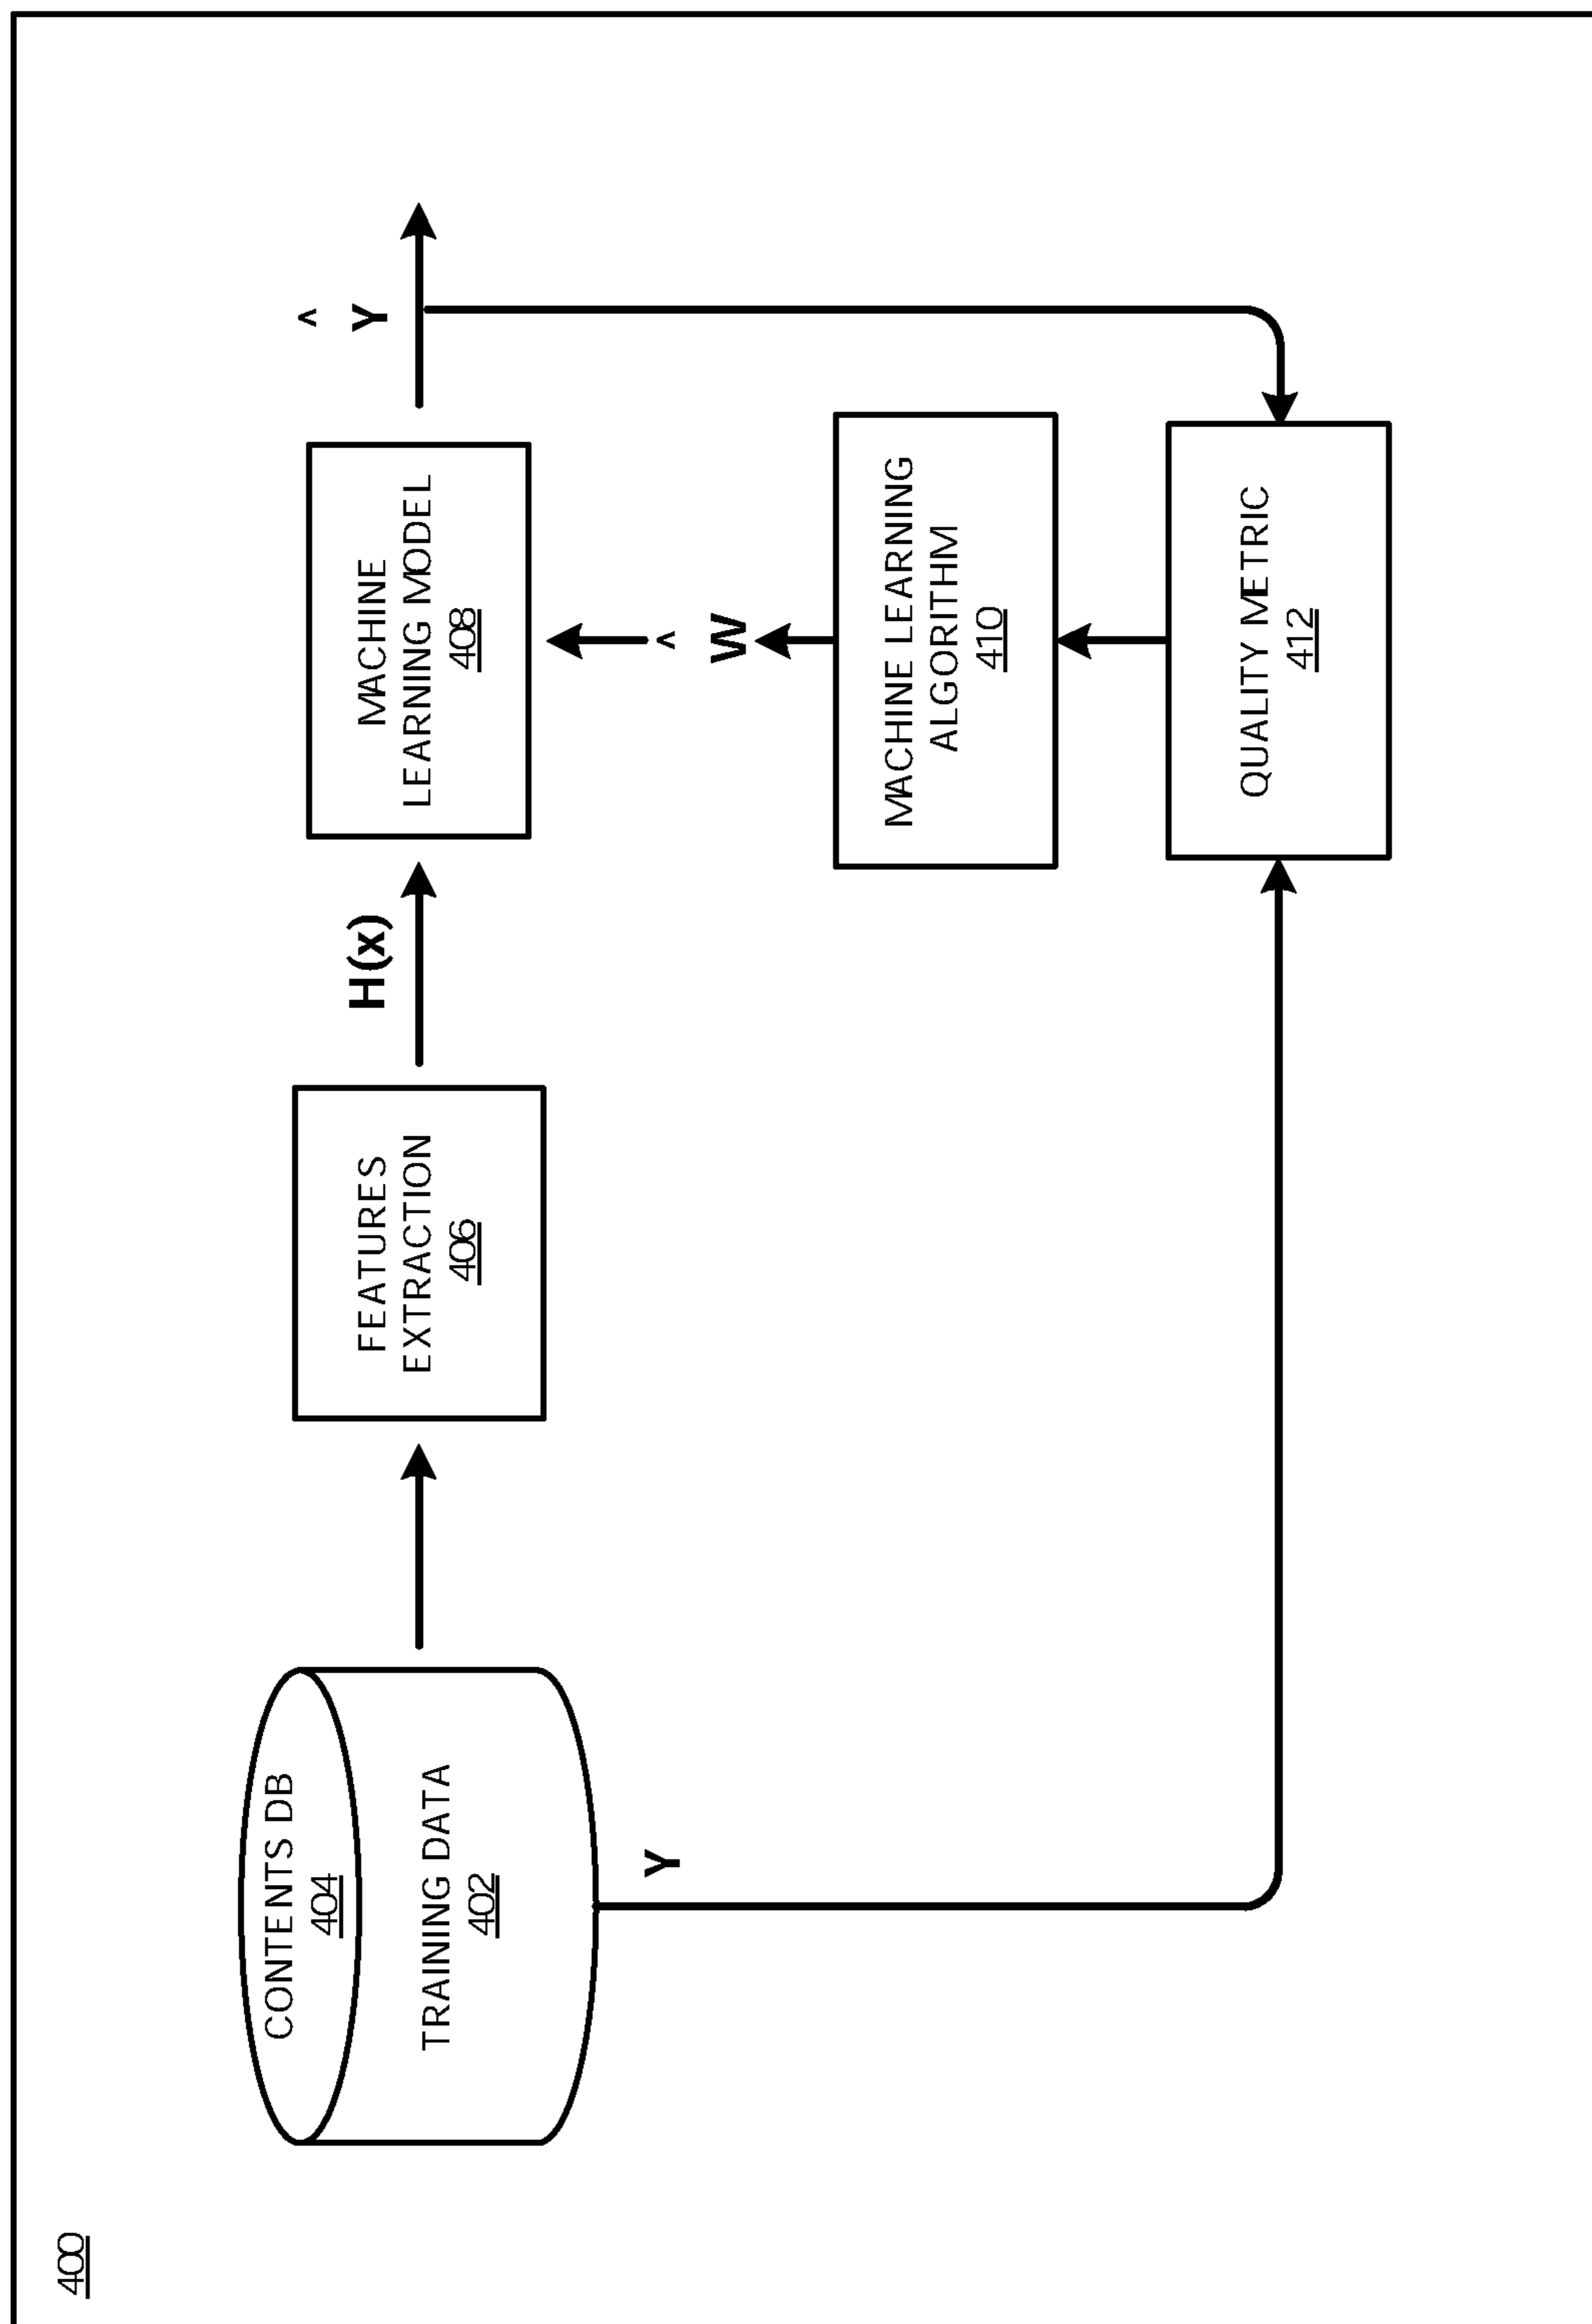 400
CONTENTS DB
404
TRAINING DATA
402
Y
FEATURES
EXTRACTION
406
H(x)
MACHINE
LEARNING MODEL
408
^
Y
^
W
MACHINE LEARNING
ALGORITHM
410
QUALITY METRIC
412